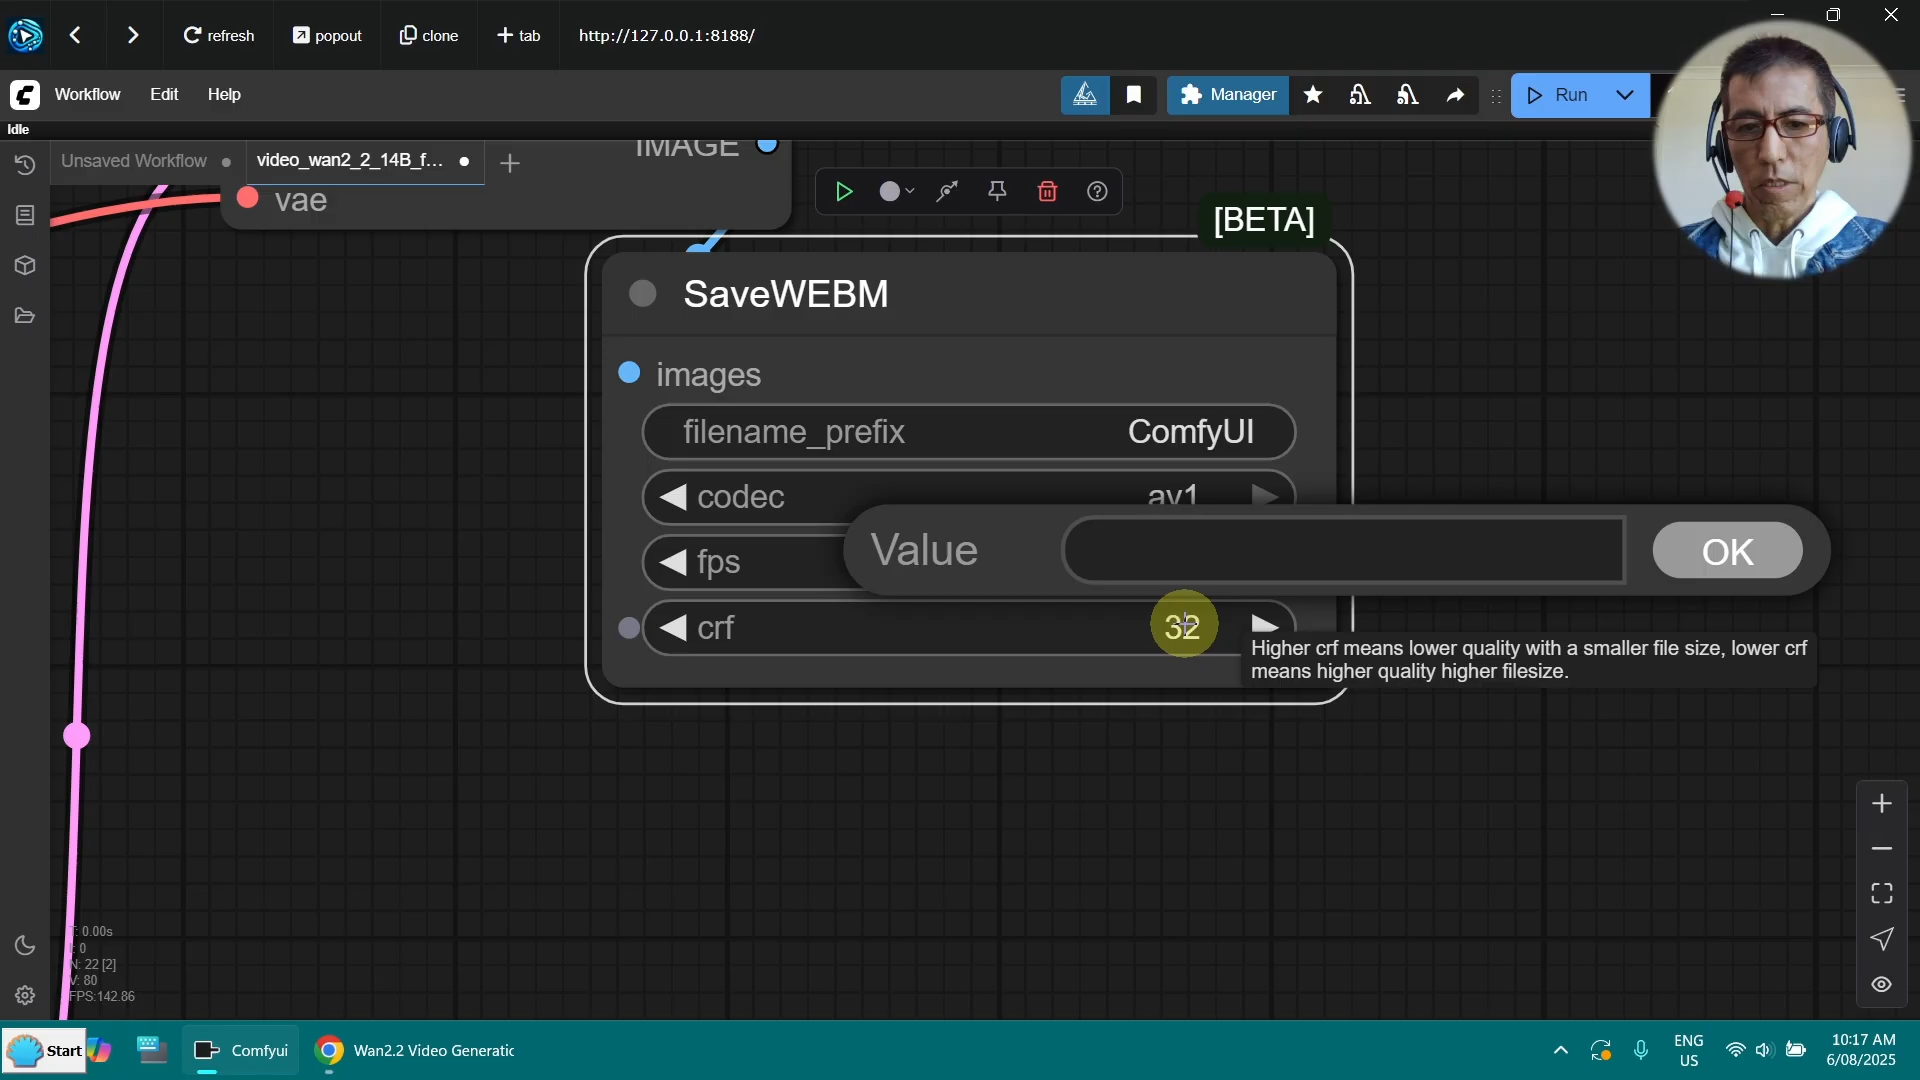 refresh
popout
clone
tab
http://127.0.0.1:8188/
Workflow
Edit
Help
Manager
Run
Idle
Unsaved Workflow
video_wan2_2_14B_f...
IMAGE
vae
[BETA]
SaveWEBM
images
filename_prefix
ComfyUI
codec
av1
Value
OK
fps
crf
32
Higher crf means lower quality with a smaller file size, lower crf
means higher quality higher filesize.
T: 0.00s
I: 0
N: 22 [2]
V: 80
FPS:142.86
Start
Comfyui
Wan2.2 Video Generatic
ENG
US
10:17 AM
6/08/2025